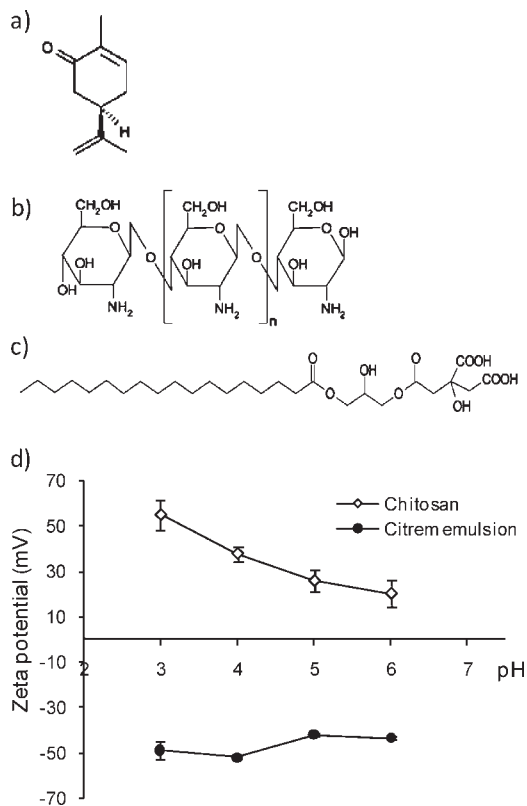 a)
O
H
b)
CH2OH CH2OH CH2OH
O O O OH
O O
OH OH OH
OH NH2 NH2 NH2
n
c)
O OH O COOH
O O COOH
OH
d)
70
50
30
10
-10
-30
-50
-70
Zeta potential (mV)
Chitosan
Citrem emulsion
2 3 4 5 6 7 pH